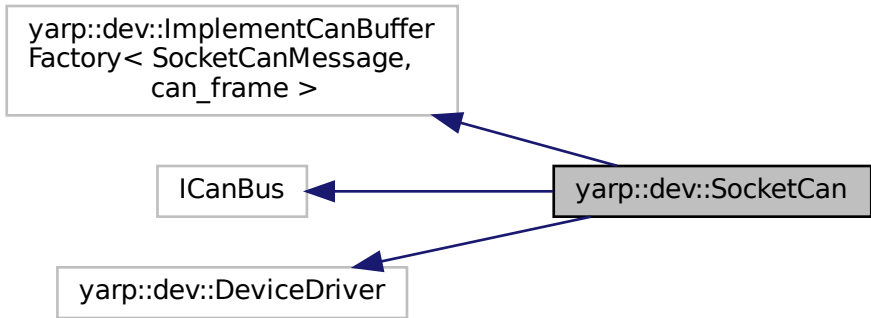 yarp::dev::ImplementCanBuffer
Factory< SocketCanMessage,
can_frame >
ICanBus
yarp::dev::SocketCan
yarp::dev::DeviceDriver